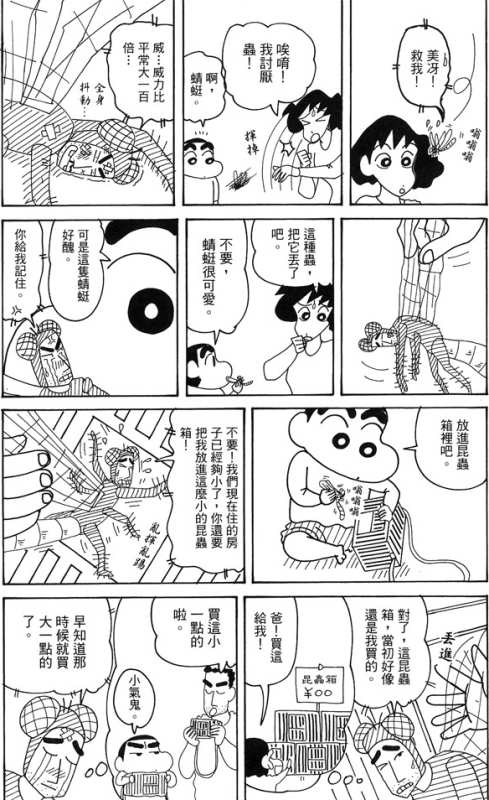 美冴！
救我！
嗡嗡嗡
唉唷！
我討厭
蟲！
揮掉
啊，
蜻蜓。
威…威力比
平常大一百
倍…
全身
抖動…
這種蟲，
把它丟了
吧。
不要，
蜻蜓很可愛。
可是這隻蜻蜓
好醜。
你給我記住。
放進昆蟲
箱裡吧。
嗡嗡嗡
不要！我們現在住的房
子已經夠小了，你還要
把我放進這麼小的昆蟲
箱！
亂揮亂踢
丟進
對了，這昆蟲
箱，當初好像
還是我買的。
昆蟲箱
¥○○
爸！買這
給我！
買這小
一點的
啦。
小氣鬼。
早知道那
時候就買
大一點的
了。